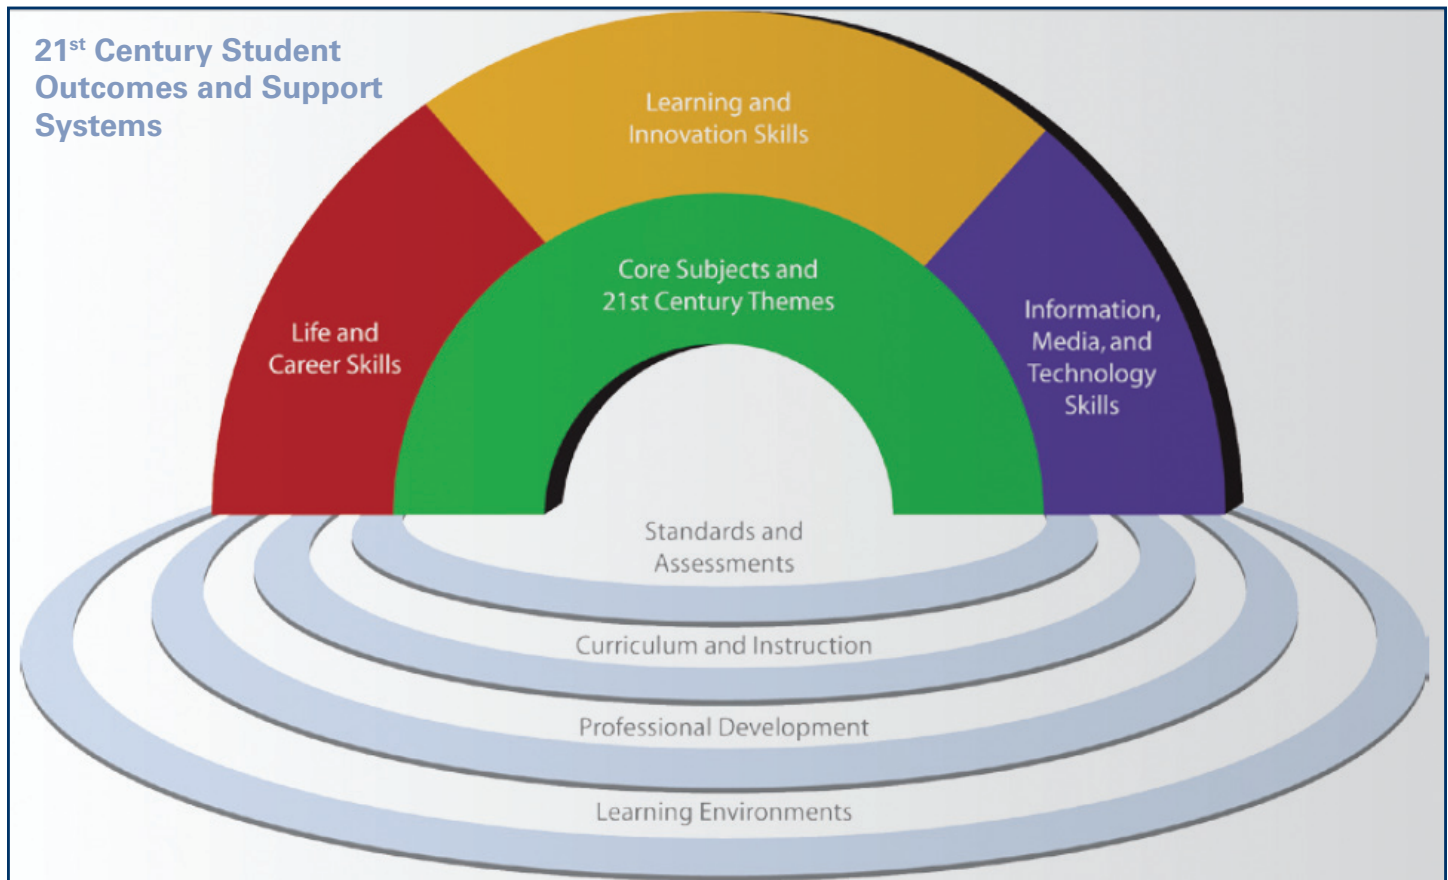 21st Century Student
Outcomes and Support
Systems
Learning and
Innovation Skills
Core Subjects and
21st Century Themes
Life and
Career Skills
Information,
Media, and
Technology
Skills
Standards and
Assessments
Curriculum and Instruction
Professional Development
Learning Environments